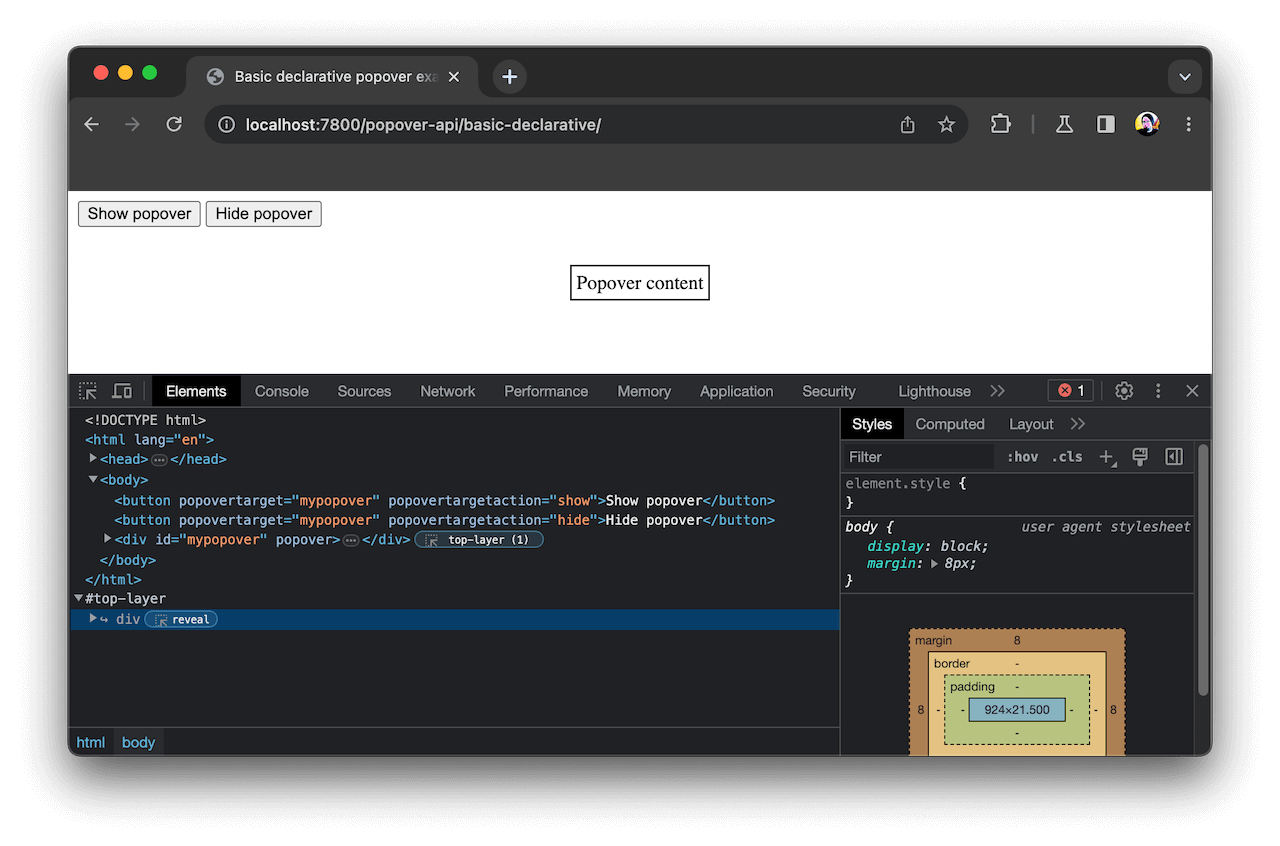 Basic declarative popover exa
localhost:7800/popover-api/basic-declarative/
Show popover Hide popover
Popover content
Elements Console Sources Network Performance Memory Application Security Lighthouse 1
<!DOCTYPE html>
<html lang="en">
<head> </head>
<body>
<button popovertarget="mypopover" popovertargetaction="show">Show popover</button>
<button popovertarget="mypopover" popovertargetaction="hide">Hide popover</button>
<div id="mypopover" popover> </div> top-layer (1)
</body>
</html>
#top-layer
div reveal
html body
Styles Computed Layout
Filter :hov .cls
element.style {
}
body { user agent stylesheet
display: block;
margin: 8px;
}
margin 8
border -
padding -
8 - - 924×21.500 - - 8
-